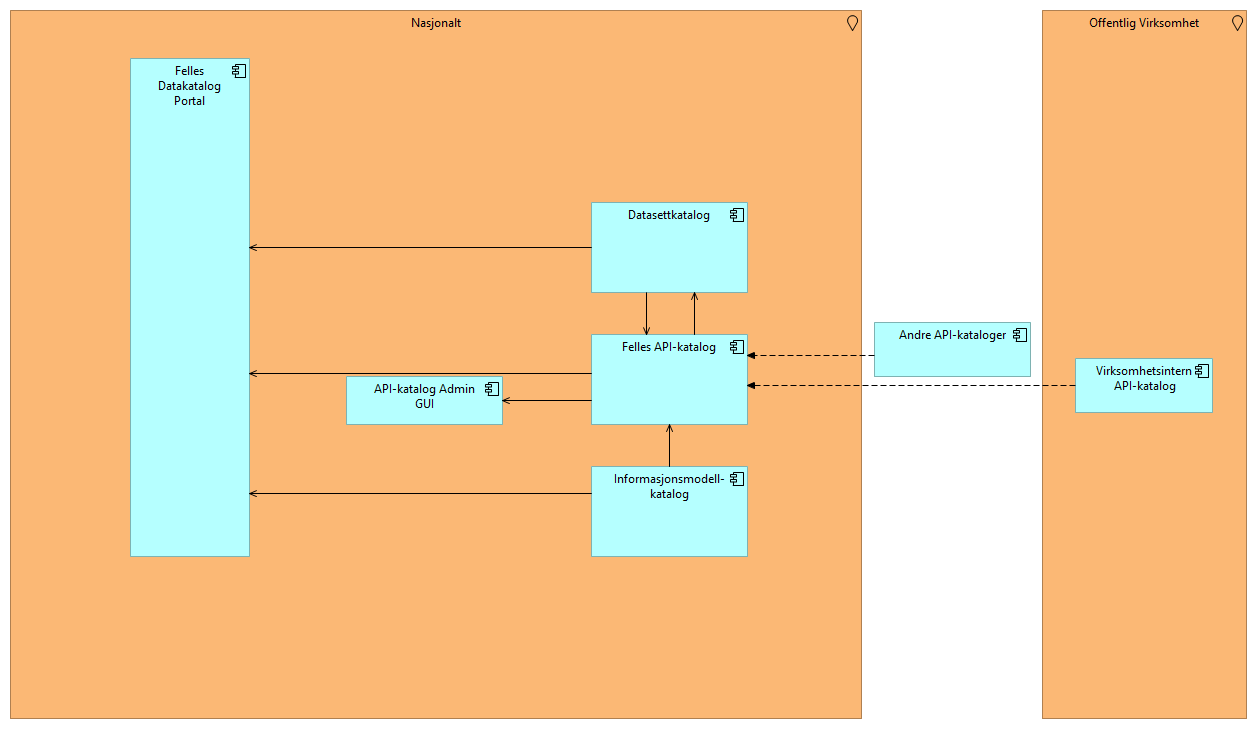 Nasjonalt
Offentlig Virksomhet
Felles
Datakatalog
Portal
Datasettkatalog
Felles API-katalog
Andre API-kataloger
Virksomhetsintern
API-katalog
API-katalog Admin
GUI
Informasjonsmodell-
katalog